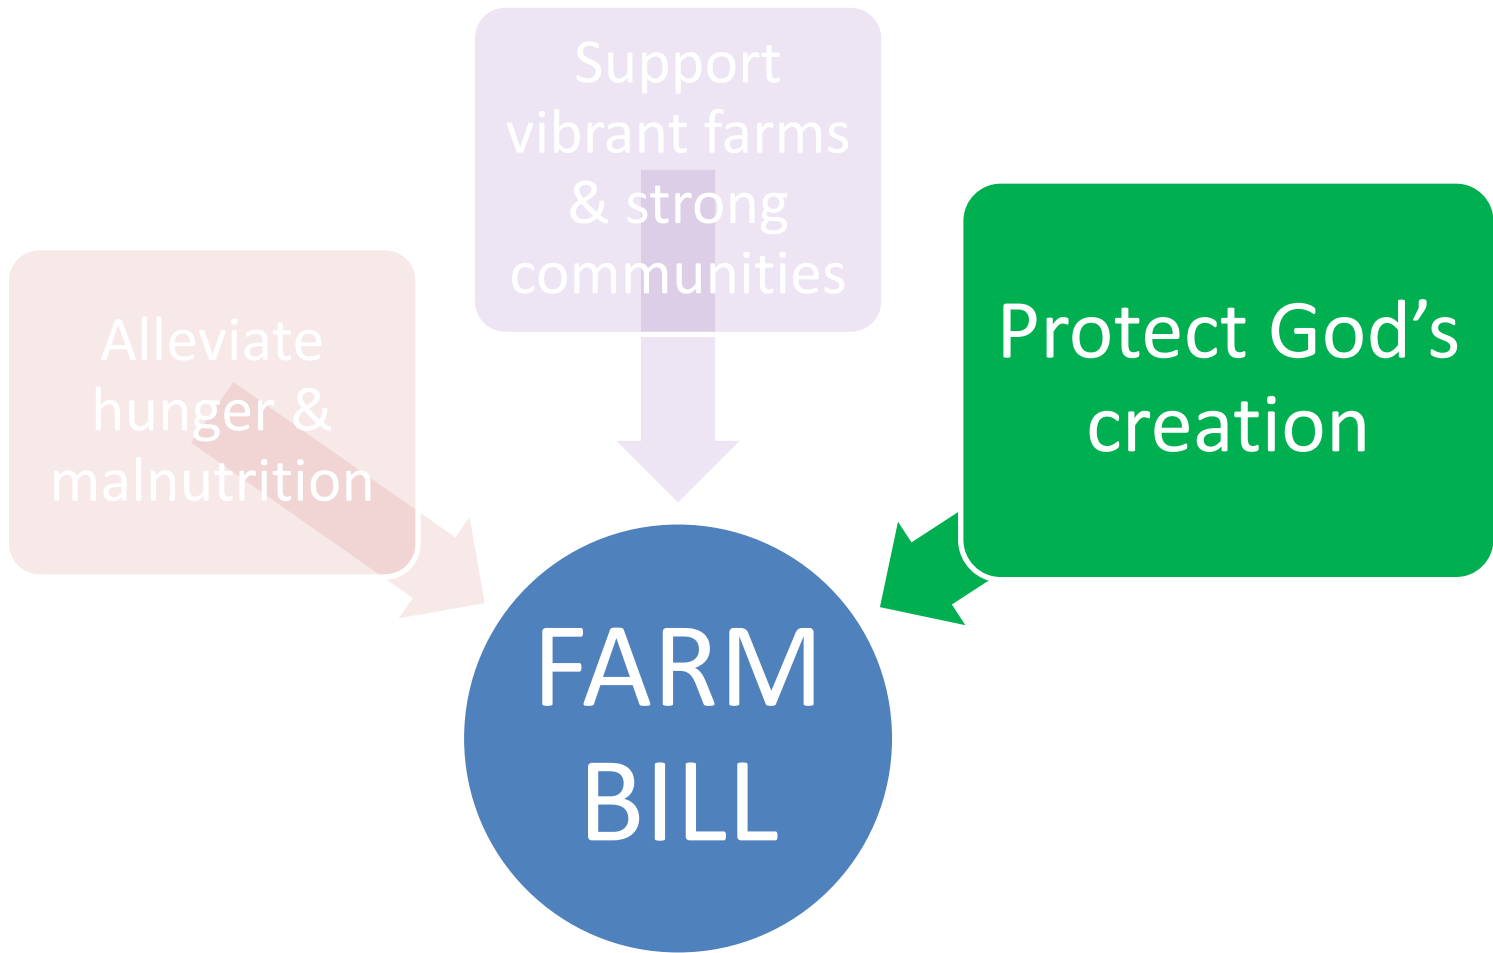 Support
vibrant farms
& strong
communities
Alleviate
hunger &
malnutrition
Protect God’s
creation
FARM
BILL